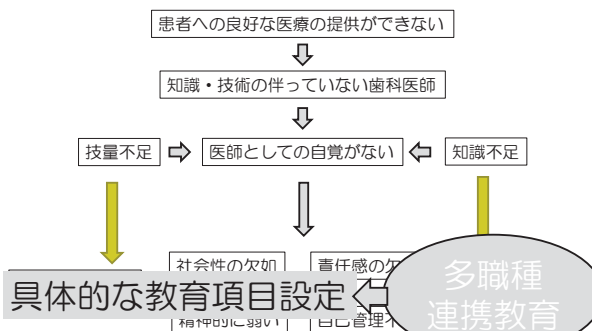 患者への良好な医療の提供ができない
知識・技術の伴っていない歯科医師
技量不足
医師としての自覚がない
知識不足
社会性の欠如
責任感の欠
具体的な教育項目設定
多職種
連携教育
精神的に弱い
自己管理不